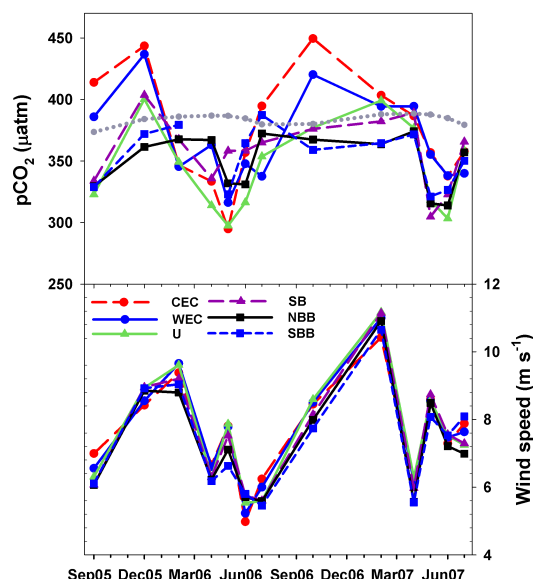 450
400
350
300
250
pCO2 (µatm)
12
10
8
6
4
Wind speed (m s-1)
CEC SB
WEC NBB
U SBB
Sep05 Dec05 Mar06 Jun06 Sep06 Dec06 Mar07 Jun07